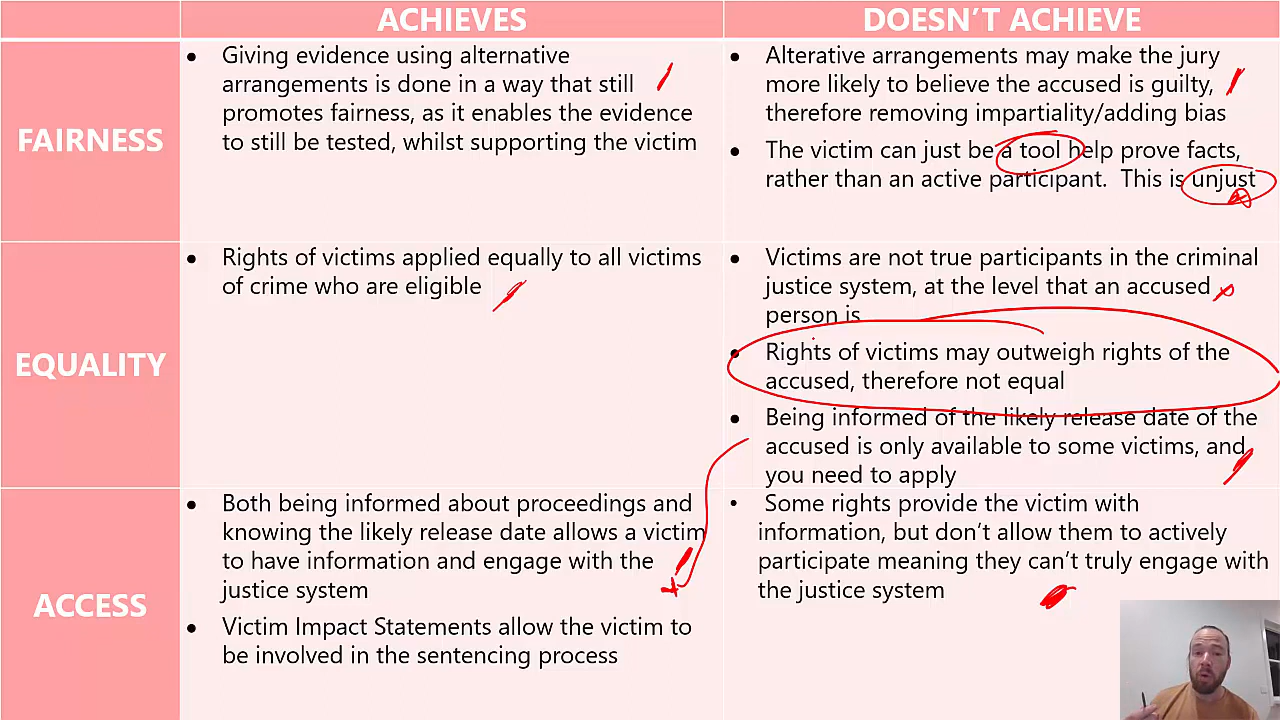 ACHIEVES
DOESN'T ACHIEVE
FAIRNESS
• Giving evidence using alternative
arrangements is done in a way that still
promotes fairness, as it enables the evidence
to still be tested, whilst supporting the victim
• Alterative arrangements may make the jury
more likely to believe the accused is guilty,
therefore removing impartiality/adding bias
• The victim can just be a tool help prove facts,
rather than an active participant. This is unjust
EQUALITY
• Rights of victims applied equally to all victims
of crime who are eligible
• Victims are not true participants in the criminal
justice system, at the level that an accused
person is
• Rights of victims may outweigh rights of the
accused, therefore not equal
• Being informed of the likely release date of the
accused is only available to some victims, and
you need to apply
ACCESS
• Both being informed about proceedings and
knowing the likely release date allows a victim
to have information and engage with the
justice system
• Victim Impact Statements allow the victim to
be involved in the sentencing process
• Some rights provide the victim with
information, but don't allow them to actively
participate meaning they can't truly engage with
the justice system